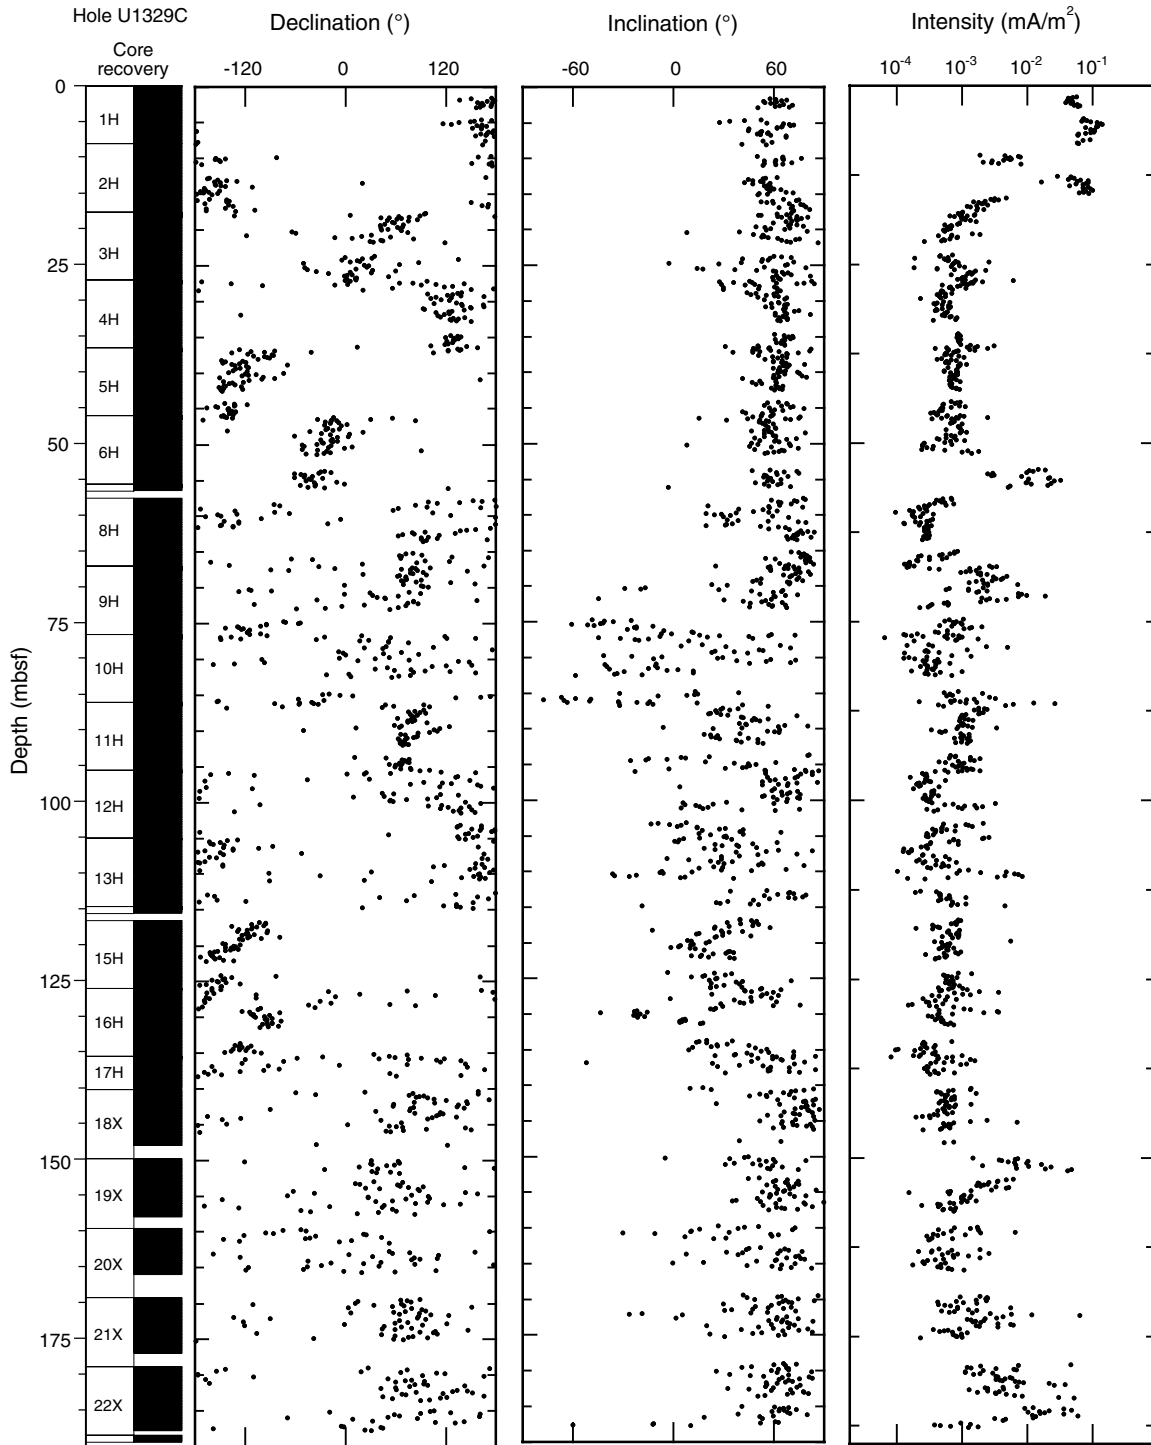 Hole U1329C
Core
recovery
Declination (°)
Inclination (°)
Intensity (mA/m²)
-120 0 120
-60 0 60
10⁻⁴ 10⁻³ 10⁻² 10⁻¹
Depth (mbsf)
0
1H
2H
3H
25
4H
5H
50
6H
8H
9H
75
10H
11H
100
12H
13H
15H
125
16H
17H
18X
150
19X
20X
21X
175
22X